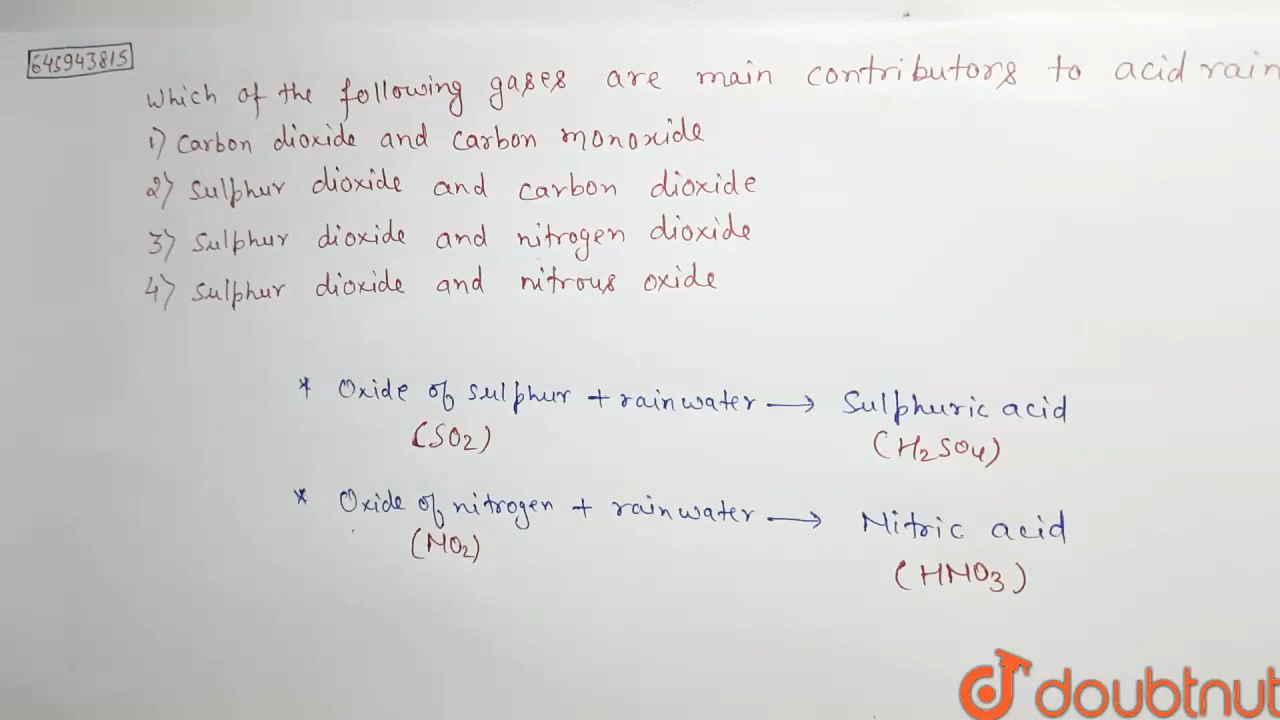 645943815
Which of the following gases are main contributors to acid rain
1) Carbon dioxide and carbon monoxide
2) Sulphur dioxide and carbon dioxide
3) Sulphur dioxide and nitrogen dioxide
4) Sulphur dioxide and nitrous oxide
* Oxide of sulphur + rainwater → Sulphuric acid
(SO2) (H2SO4)
* Oxide of nitrogen + rainwater → Nitric acid
(NO2) (HNO3)
doubtnut